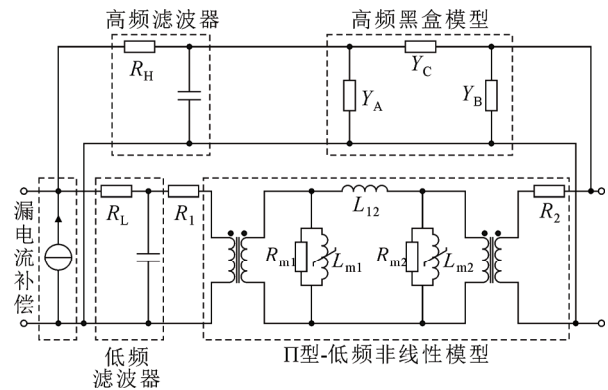 高频滤波器
高频黑盒模型
R_H
Y_C
Y_A
Y_B
R_L
R_1
L_12
R_2
R_m1
L_m1
R_m2
L_m2
漏电流补偿
低频
滤波器
Π型-低频非线性模型